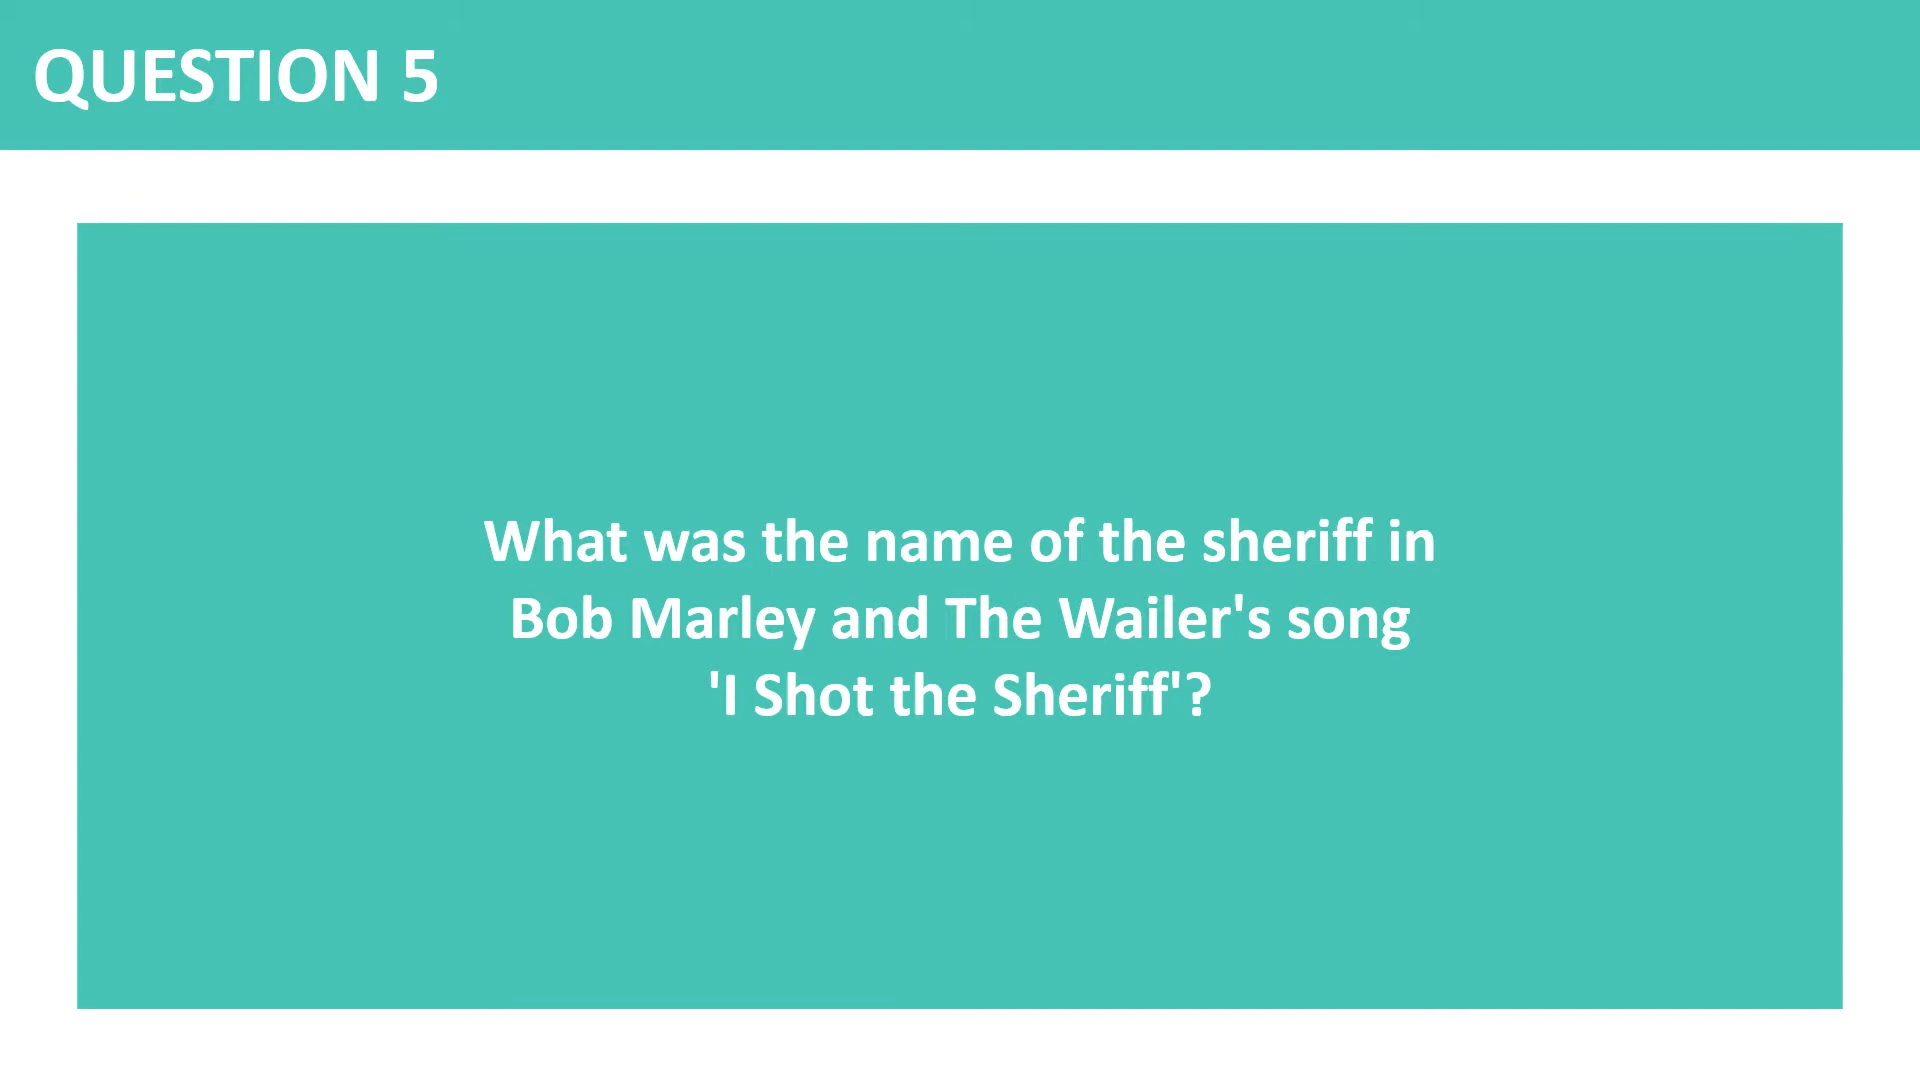 QUESTION 5
What was the name of the sheriff in
Bob Marley and The Wailer's song
'I Shot the Sheriff'?